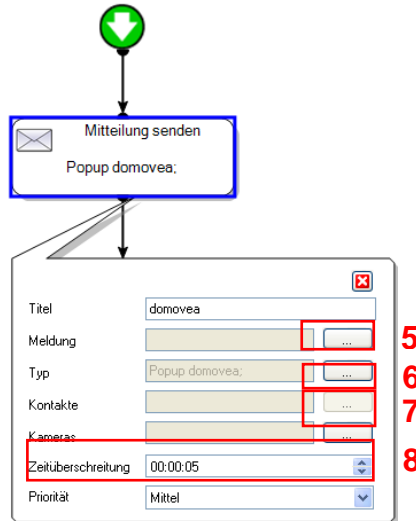 Mitteilung senden
Popup domovea;
Titel domovea
Meldung ... 5
Typ Popup domovea; ... 6
Kontakte ... 7
Kameras ...
Zeitüberschreitung 00:00:05 8
Priorität Mittel